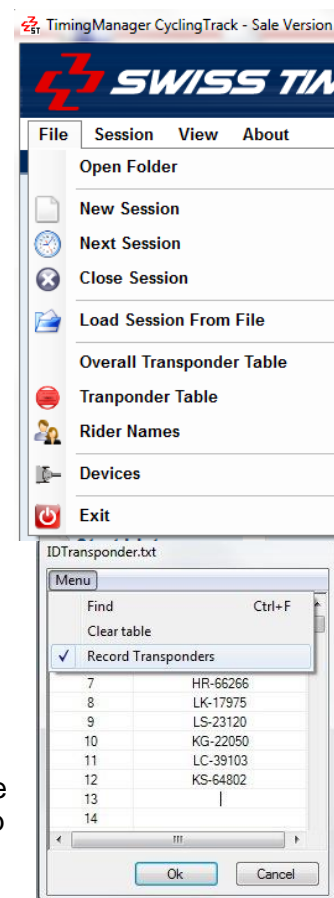 TimingManager CyclingTrack - Sale Version
SWISS TIM
File Session View About
Open Folder
New Session
Next Session
Close Session
Load Session From File
Overall Transponder Table
Tranponder Table
Rider Names
Devices
Exit
IDTransponder.txt
Menu
Find Ctrl+F
Clear table
✓ Record Transponders
7 HR-66266
8 LK-17975
9 LS-23120
10 KG-22050
11 LC-39103
12 KS-64802
13
14
Ok Cancel